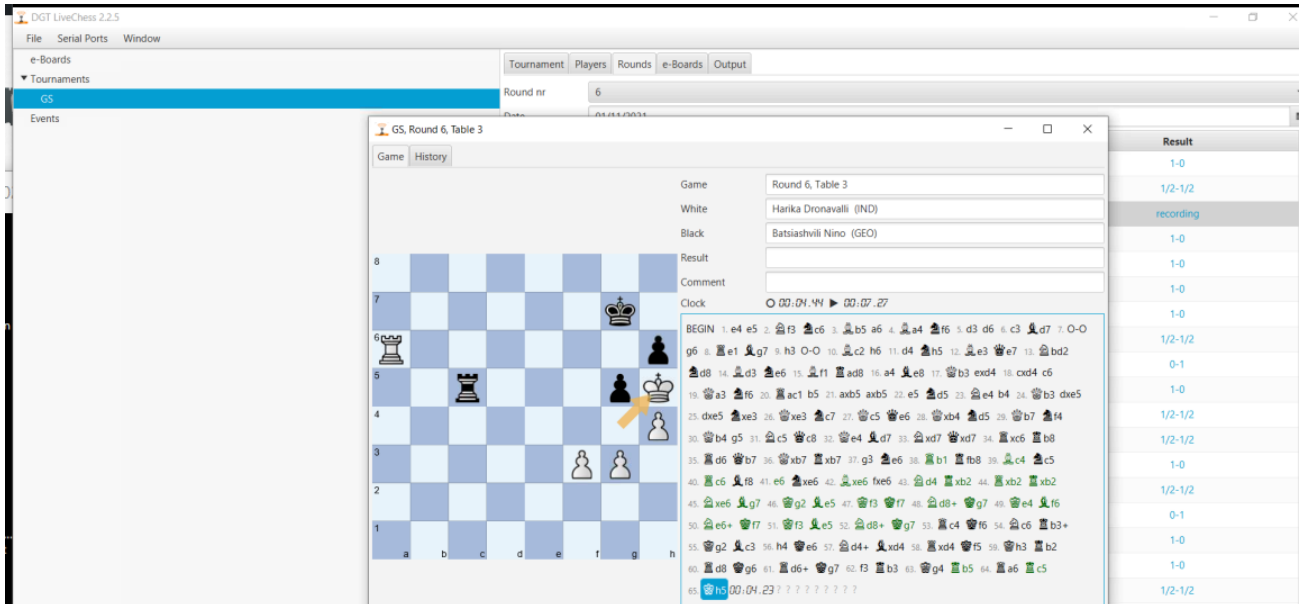 DGT LiveChess 2.2.5
File Serial Ports Window
e-Boards
Tournaments
GS
Events
Tournament Players Rounds e-Boards Output
Round nr 6
Date 01/11/2021
GS, Round 6, Table 3
Game History
Game Round 6, Table 3
White Harika Dronavalli (IND)
Black Batsiashvili Nino (GEO)
Result
Comment
Clock 00:04.44 00:07.27
BEGIN 1. e4 e5 2. ♘f3 ♞c6 3. ♗b5 a6 4. ♗a4 ♞f6 5. d3 d6 6. c3 ♝d7 7. O-O
g6 8. ♖e1 ♝g7 9. h3 O-O 10. ♗c2 h6 11. d4 ♞h5 12. ♗e3 ♛e7 13. ♘bd2
♞d8 14. ♗d3 ♞e6 15. ♗f1 ♜ad8 16. a4 ♝e8 17. ♕b3 exd4 18. cxd4 c6
19. ♕a3 ♞f6 20. ♖ac1 b5 21. axb5 axb5 22. e5 ♞d5 23. ♘e4 b4 24. ♕b3 dxe5
25. dxe5 ♞xe3 26. ♕xe3 ♞c7 27. ♕c5 ♛e6 28. ♕xb4 ♞d5 29. ♕b7 ♞f4
30. ♕b4 g5 31. ♘c5 ♛c8 32. ♕e4 ♝d7 33. ♘xd7 ♛xd7 34. ♖xc6 ♜b8
35. ♖d6 ♛b7 36. ♕xb7 ♜xb7 37. g3 ♞e6 38. ♖b1 ♜fb8 39. ♗c4 ♞c5
40. ♖c6 ♝f8 41. e6 ♞xe6 42. ♗xe6 fxe6 43. ♘d4 ♜xb2 44. ♖xb2 ♜xb2
45. ♘xe6 ♝g7 46. ♔g2 ♝e5 47. ♔f3 ♚f7 48. ♘d8+ ♚g7 49. ♔e4 ♝f6
50. ♘e6+ ♚f7 51. ♔f3 ♝e5 52. ♘d8+ ♚g7 53. ♖c4 ♚f6 54. ♘c6 ♜b3+
55. ♔g2 ♝c3 56. h4 ♚e6 57. ♘d4+ ♝xd4 58. ♖xd4 ♚f5 59. ♔h3 ♜b2
60. ♖d8 ♚g6 61. ♖d6+ ♚g7 62. f3 ♜b3 63. ♔g4 ♜b5 64. ♖a6 ♜c5
65. ♔h5 00:04.23 ? ? ? ? ? ? ? ? ?
8
7
6
5
4
3
2
1
a b c d e f g h
Result
1-0
1/2-1/2
recording
1-0
1-0
1-0
1-0
1/2-1/2
0-1
1-0
1/2-1/2
1/2-1/2
1-0
1/2-1/2
0-1
1-0
1-0
1/2-1/2